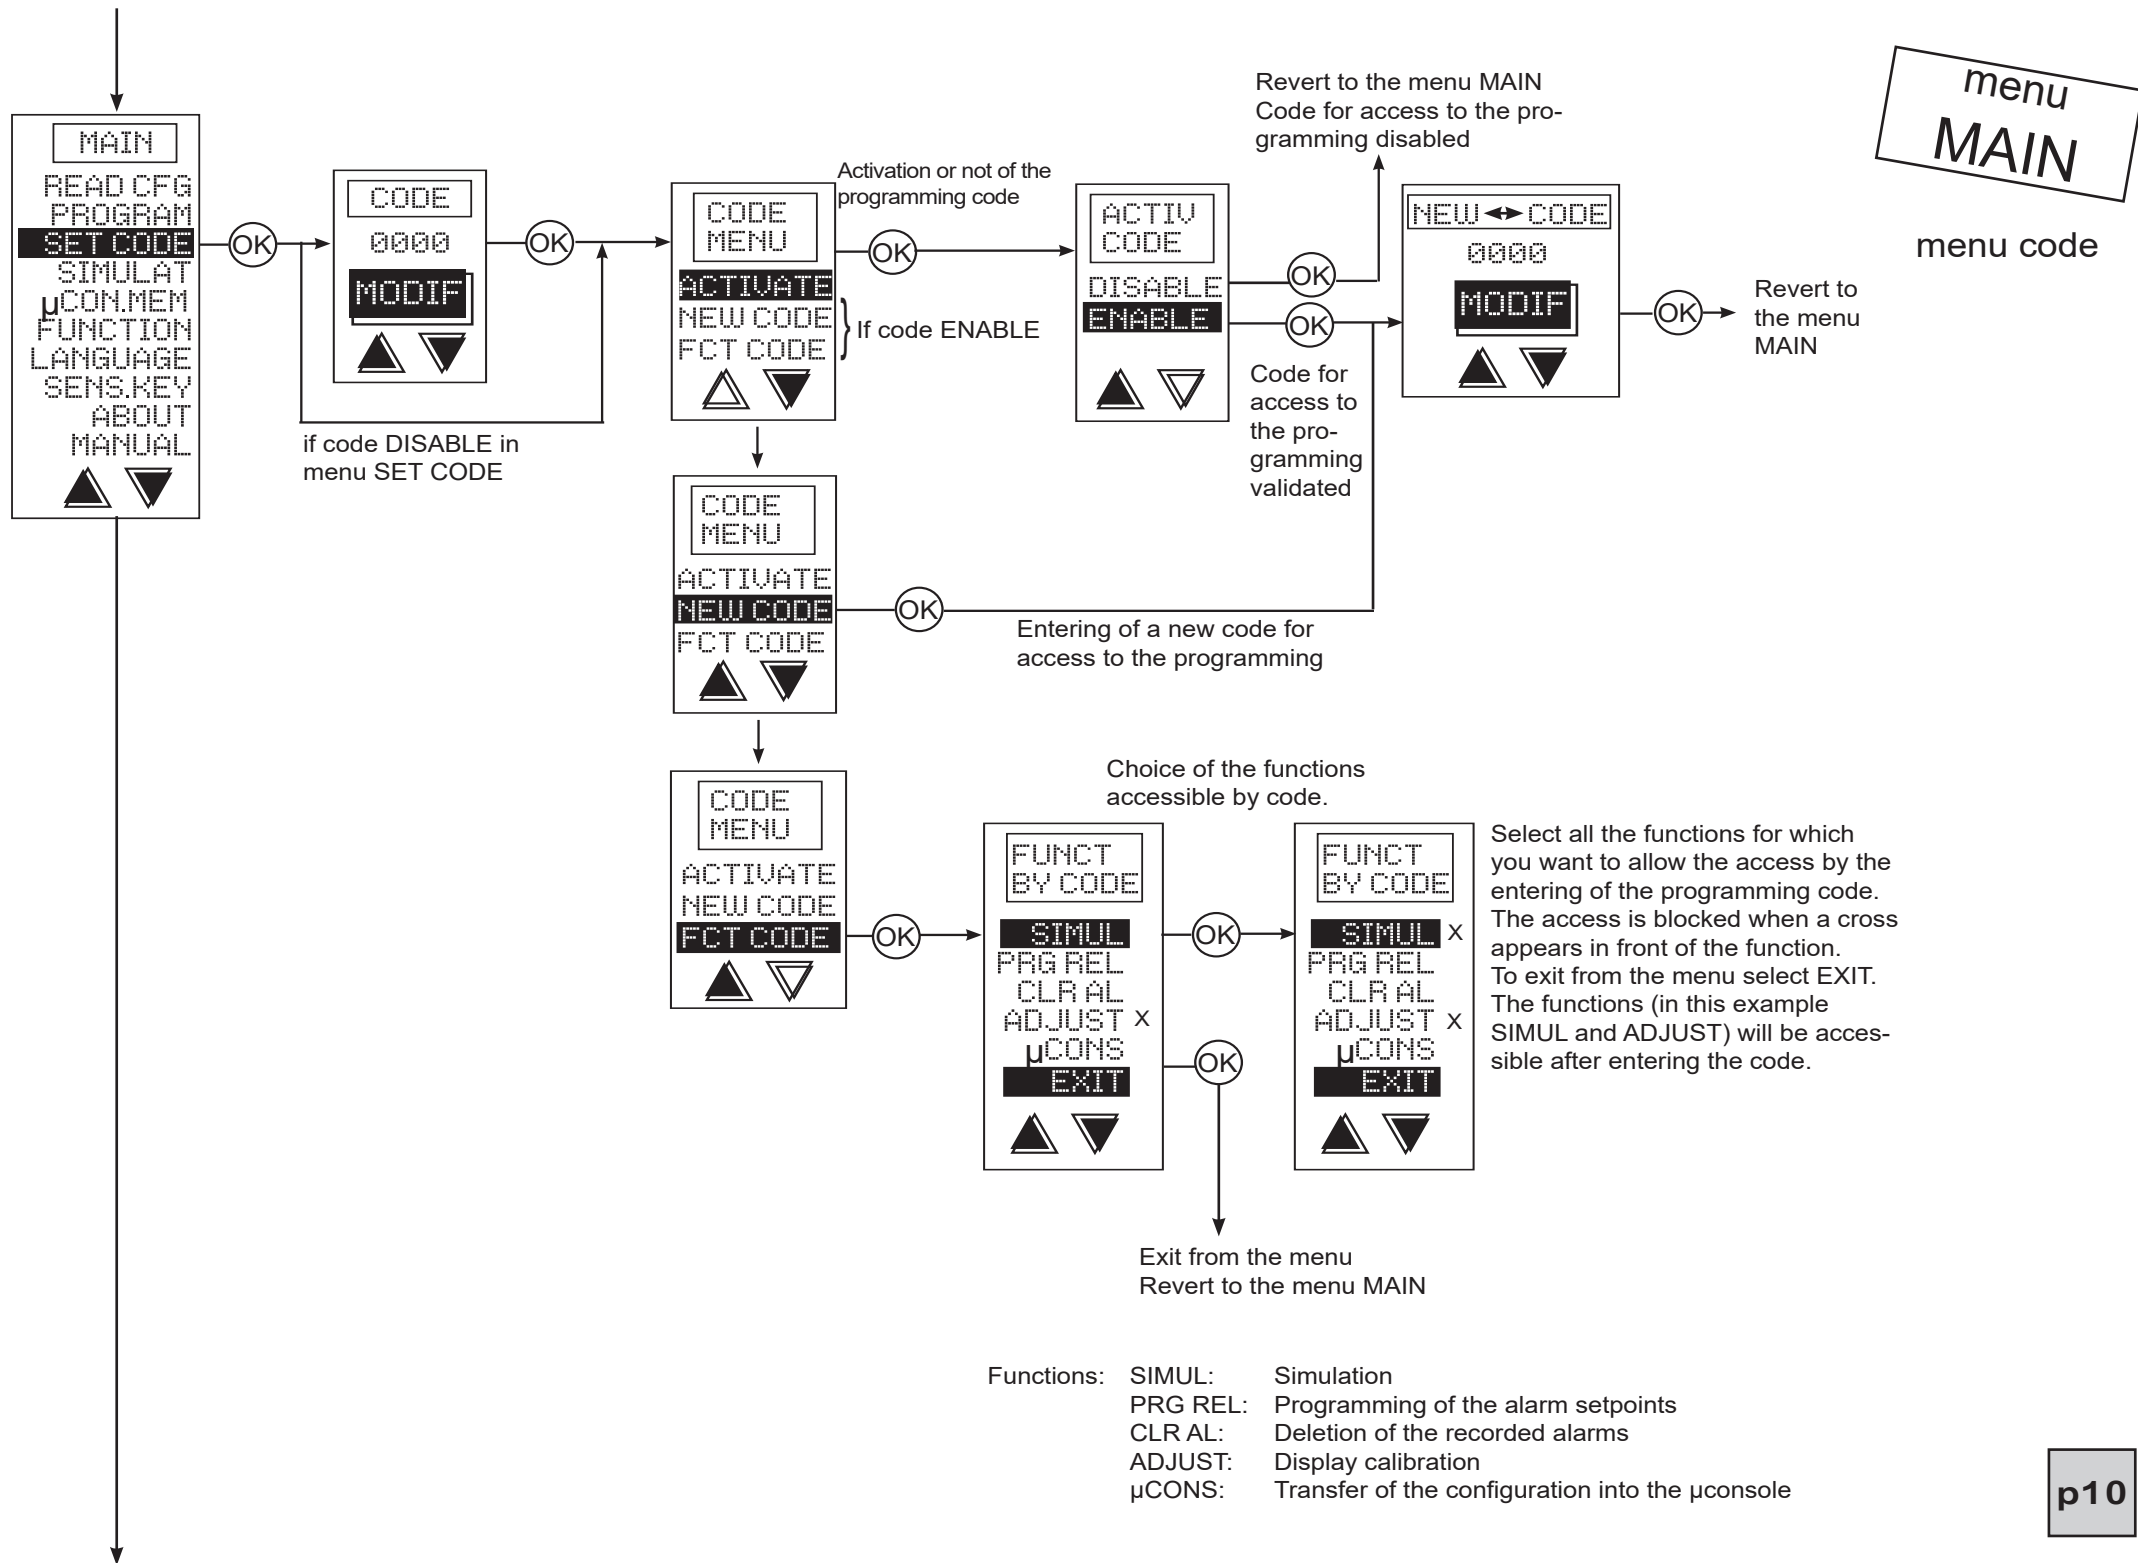 menu
MAIN
menu code
MAIN
READ CFG
PROGRAM
SET CODE
SIMULAT
µCON.MEM
FUNCTION
LANGUAGE
SENS.KEY
ABOUT
MANUAL
OK
if code DISABLE in
menu SET CODE
CODE
0000
MODIF
OK
CODE
MENU
ACTIVATE
NEW CODE
FCT CODE
If code ENABLE
Activation or not of the
programming code
OK
ACTIV
CODE
DISABLE
ENABLE
OK
OK
Revert to the menu MAIN
Code for access to the pro-
gramming disabled
Code for
access to
the pro-
gramming
validated
NEW CODE
0000
MODIF
OK
Revert to
the menu
MAIN
CODE
MENU
ACTIVATE
NEW CODE
FCT CODE
OK
Entering of a new code for
access to the programming
CODE
MENU
ACTIVATE
NEW CODE
FCT CODE
OK
Choice of the functions
accessible by code.
FUNCT
BY CODE
SIMUL
PRG REL
CLR AL
ADJUST x
µCONS
EXIT
OK
OK
FUNCT
BY CODE
SIMUL x
PRG REL
CLR AL
ADJUST x
µCONS
EXIT
Select all the functions for which
you want to allow the access by the
entering of the programming code.
The access is blocked when a cross
appears in front of the function.
To exit from the menu select EXIT.
The functions (in this example
SIMUL and ADJUST) will be acces-
sible after entering the code.
Exit from the menu
Revert to the menu MAIN
Functions: SIMUL: Simulation
PRG REL: Programming of the alarm setpoints
CLR AL: Deletion of the recorded alarms
ADJUST: Display calibration
µCONS: Transfer of the configuration into the µconsole
p10